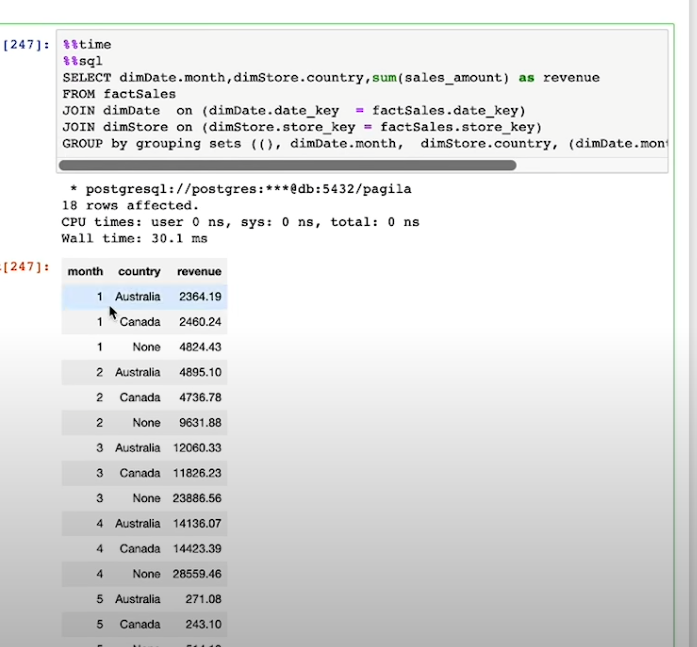 [247]:
%%time
%%sql
SELECT dimDate.month,dimStore.country,sum(sales_amount) as revenue
FROM factSales
JOIN dimDate  on (dimDate.date_key  = factSales.date_key)
JOIN dimStore on (dimStore.store_key = factSales.store_key)
GROUP by grouping sets ((), dimDate.month,  dimStore.country, (dimDate.mon
* postgresql://postgres:***@db:5432/pagila
18 rows affected.
CPU times: user 0 ns, sys: 0 ns, total: 0 ns
Wall time: 30.1 ms
[247]:
month country revenue
1 Australia 2364.19
1 Canada 2460.24
1 None 4824.43
2 Australia 4895.10
2 Canada 4736.78
2 None 9631.88
3 Australia 12060.33
3 Canada 11826.23
3 None 23886.56
4 Australia 14136.07
4 Canada 14423.39
4 None 28559.46
5 Australia 271.08
5 Canada 243.10